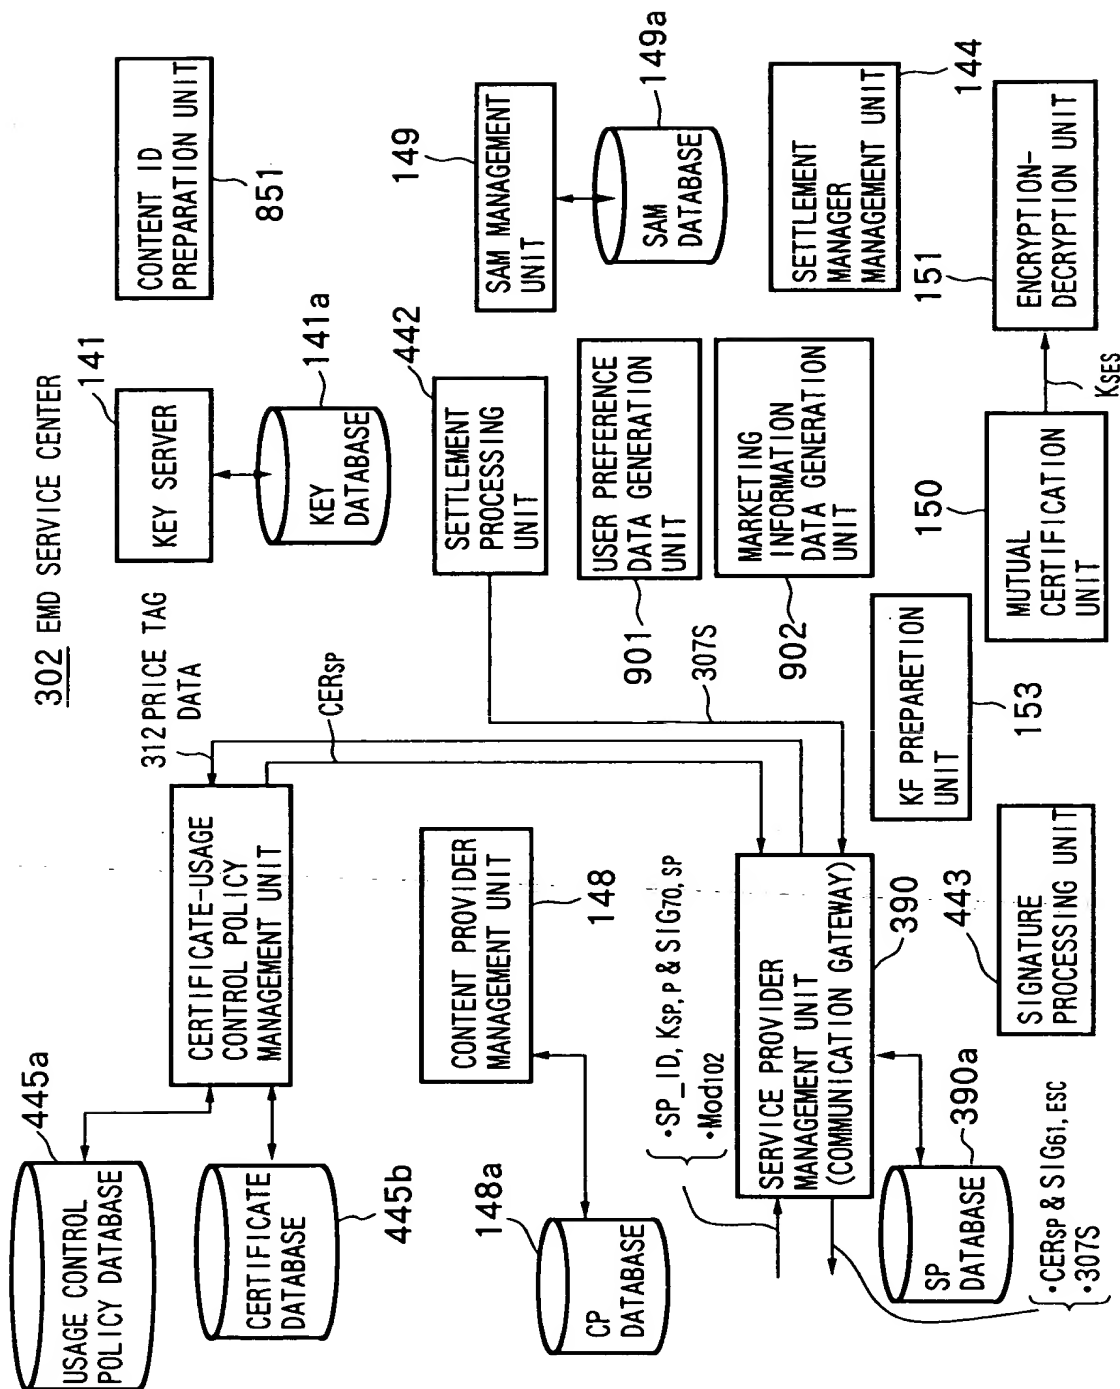 302 EMD SERVICE CENTER
445a
USAGE CONTROL
POLICY DATABASE
CERTIFICATE
DATABASE
445b
CERTIFICATE-USAGE
CONTROL POLICY
MANAGEMENT UNIT
312 PRICE TAG
DATA
CERSP
141
KEY SERVER
141a
KEY
DATABASE
CONTENT ID
PREPARATION UNIT
851
148a
CP
DATABASE
CONTENT PROVIDER
MANAGEMENT UNIT
148
442
SETTLEMENT
PROCESSING
UNIT
149
SAM MANAGEMENT
UNIT
149a
SAM
DATABASE
USER PREFERENCE
DATA GENERATION
UNIT
901
307S
MARKETING
INFORMATION
DATA GENERATION
UNIT
902
SETTLEMENT
MANAGER
MANAGEMENT UNIT
144
•SP_ID, KSP, P & SIG70, SP
•Mod102
SERVICE PROVIDER
MANAGEMENT UNIT
(COMMUNICATION GATEWAY)
390
SP
DATABASE
390a
•CERSP & SIG61, ESC
•307S
KF PREPARETION
UNIT
153
SIGNATURE
PROCESSING UNIT
443
150
MUTUAL
CERTIFICATION
UNIT
KSES
151
ENCRYPTION-
DECRYPTION UNIT